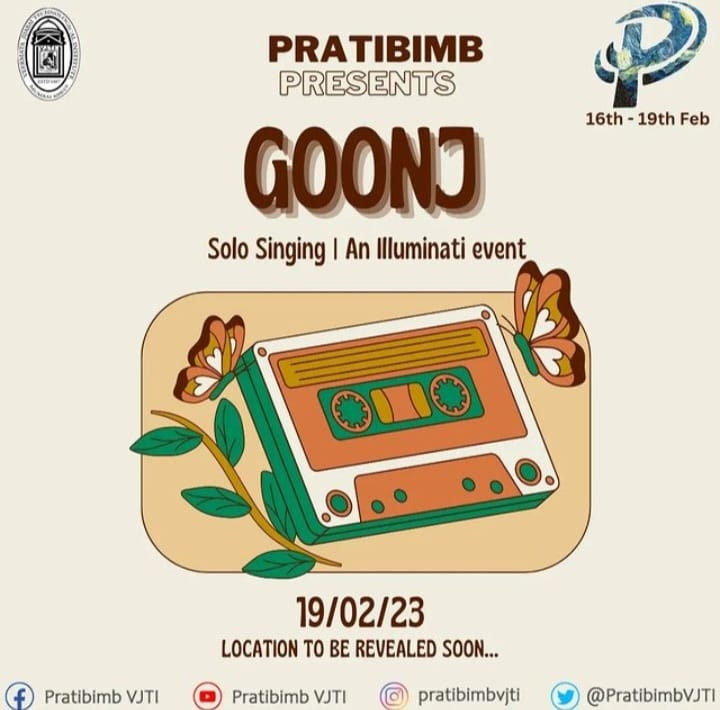 PRATIBIMB
PRESENTS
16th - 19th Feb
GOONJ
Solo Singing | An Illuminati event
19/02/23
LOCATION TO BE REVEALED SOON...
Pratibimb VJTI
Pratibimb VJTI
pratibimbvjti
@PratibimbVJTI